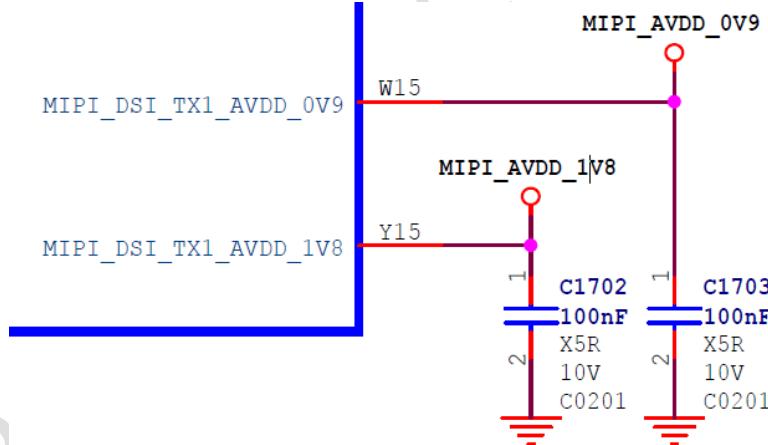 MIPI_AVDD_0V9
W15
MIPI_DSI_TX1_AVDD_0V9
MIPI_AVDD_1V8
Y15
MIPI_DSI_TX1_AVDD_1V8
1
C1702
100nF
X5R
2
10V
C0201
1
C1703
100nF
X5R
2
10V
C0201